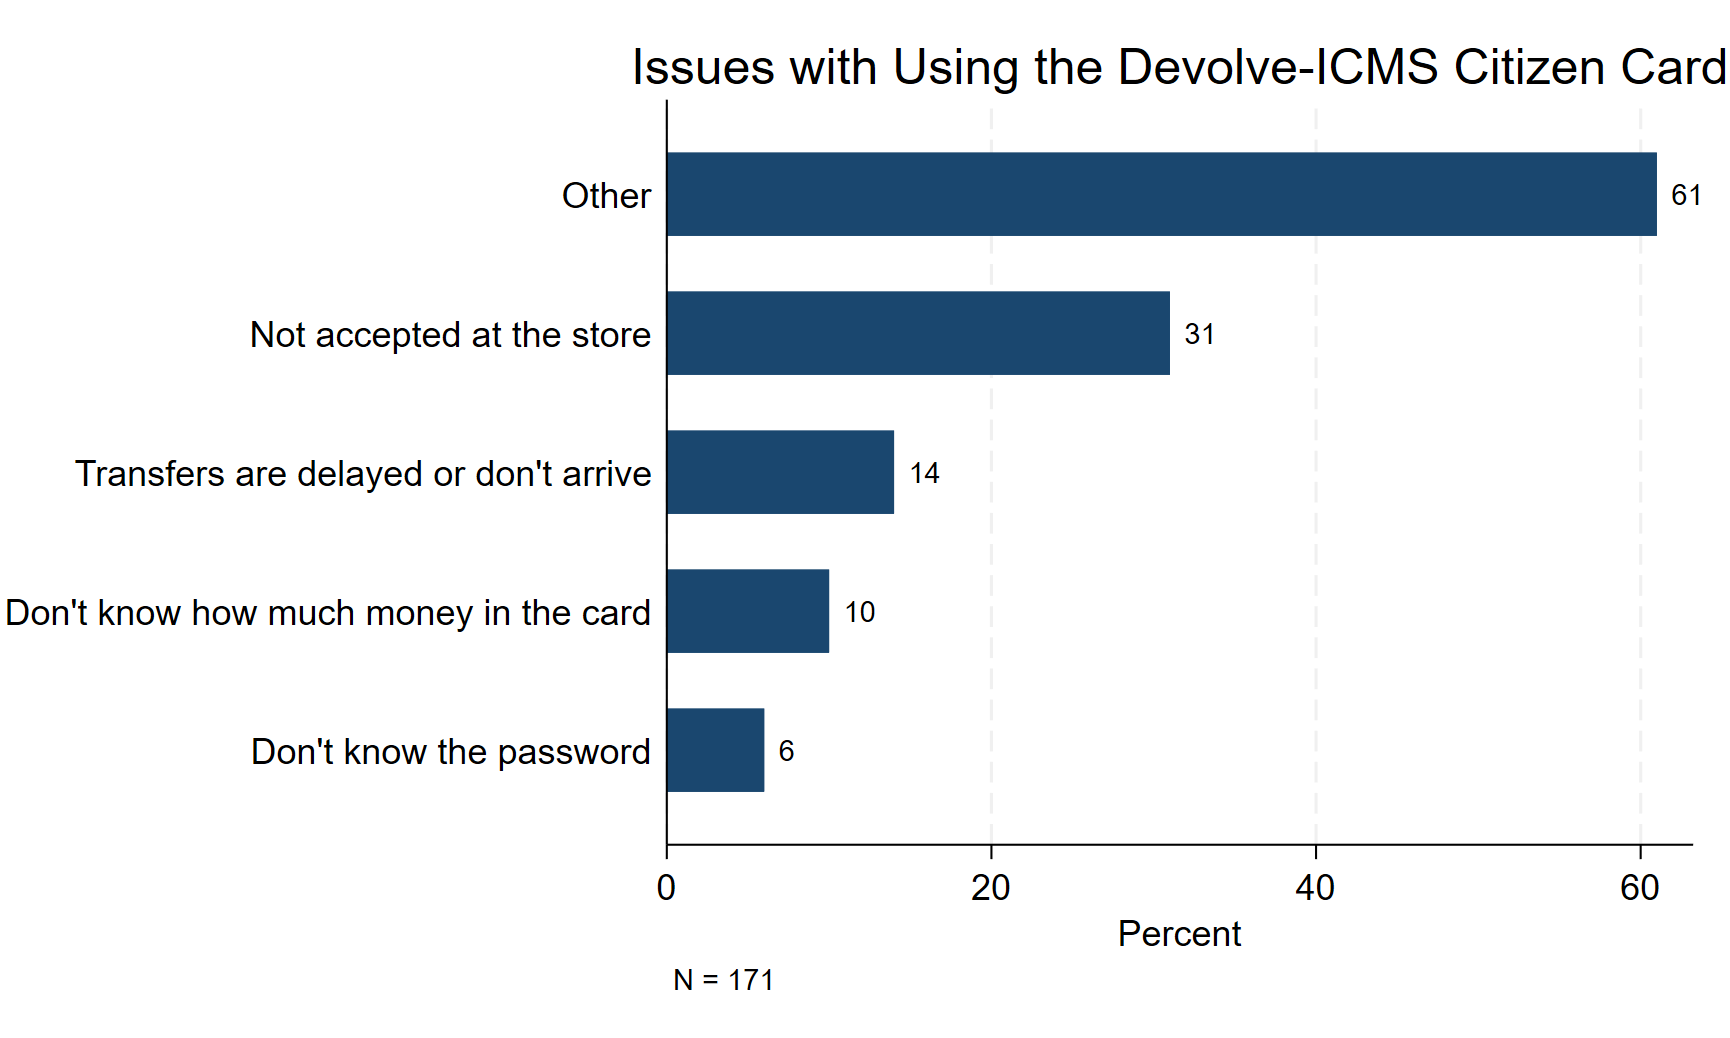 Issues with Using the Devolve-ICMS Citizen Card
Other
61
Not accepted at the store
31
Transfers are delayed or don't arrive
14
Don't know how much money in the card
10
Don't know the password
6
0 20 40 60
Percent
N = 171